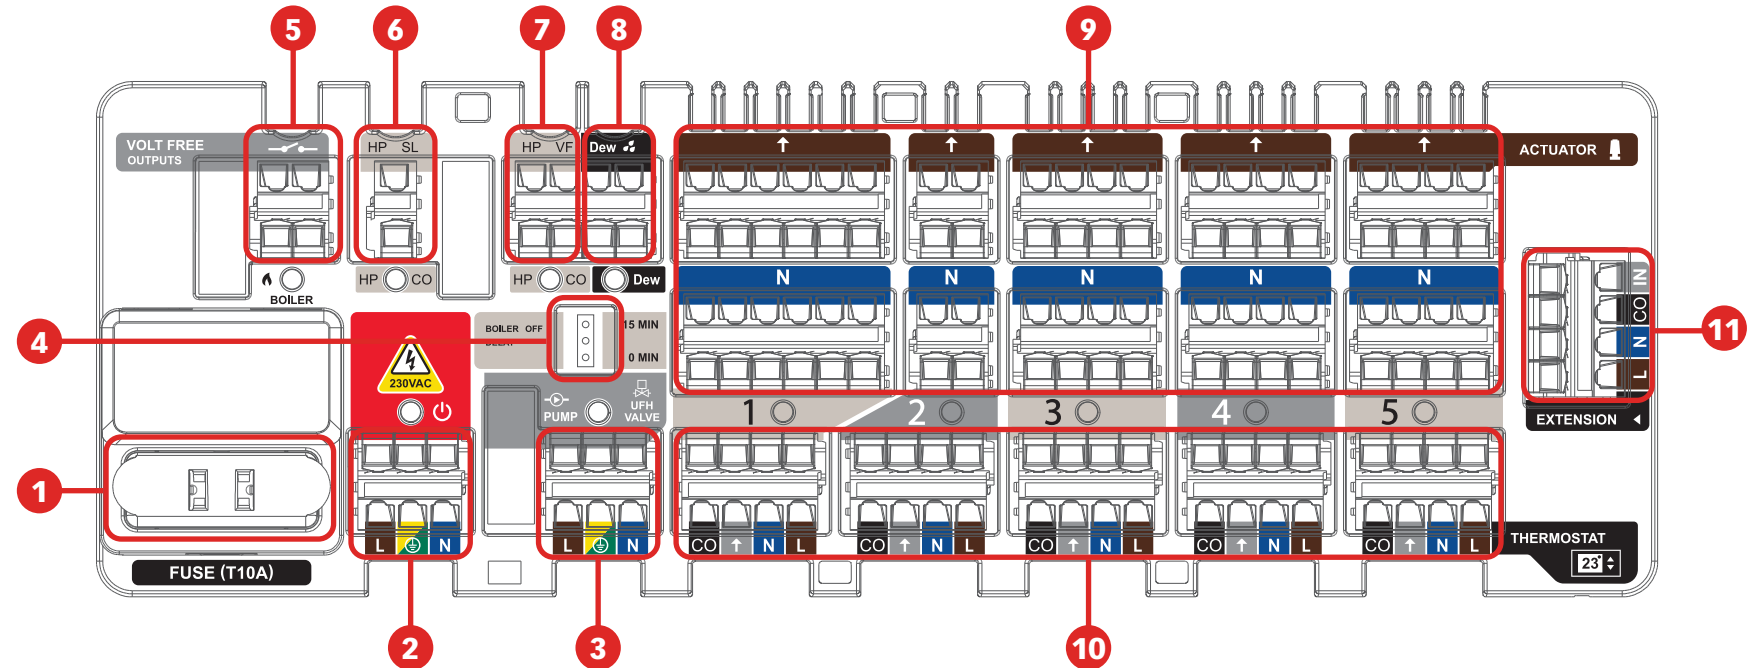 5 6 7 8 9
VOLT FREE
OUTPUTS
HP SL
HP VF
Dew
↑ ↑ ↑ ↑ ↑
ACTUATOR
BOILER
HP CO
HP CO
Dew
N N N N N
IN
CO
N
L
11
4
BOILER OFF
DELAY
15 MIN
0 MIN
230VAC
PUMP
UFH
VALVE
1 2 3 4 5
EXTENSION
1
L N
L N
CO ↑ N L
CO ↑ N L
CO ↑ N L
CO ↑ N L
CO ↑ N L
THERMOSTAT
23°
FUSE (T10A)
2 3 10